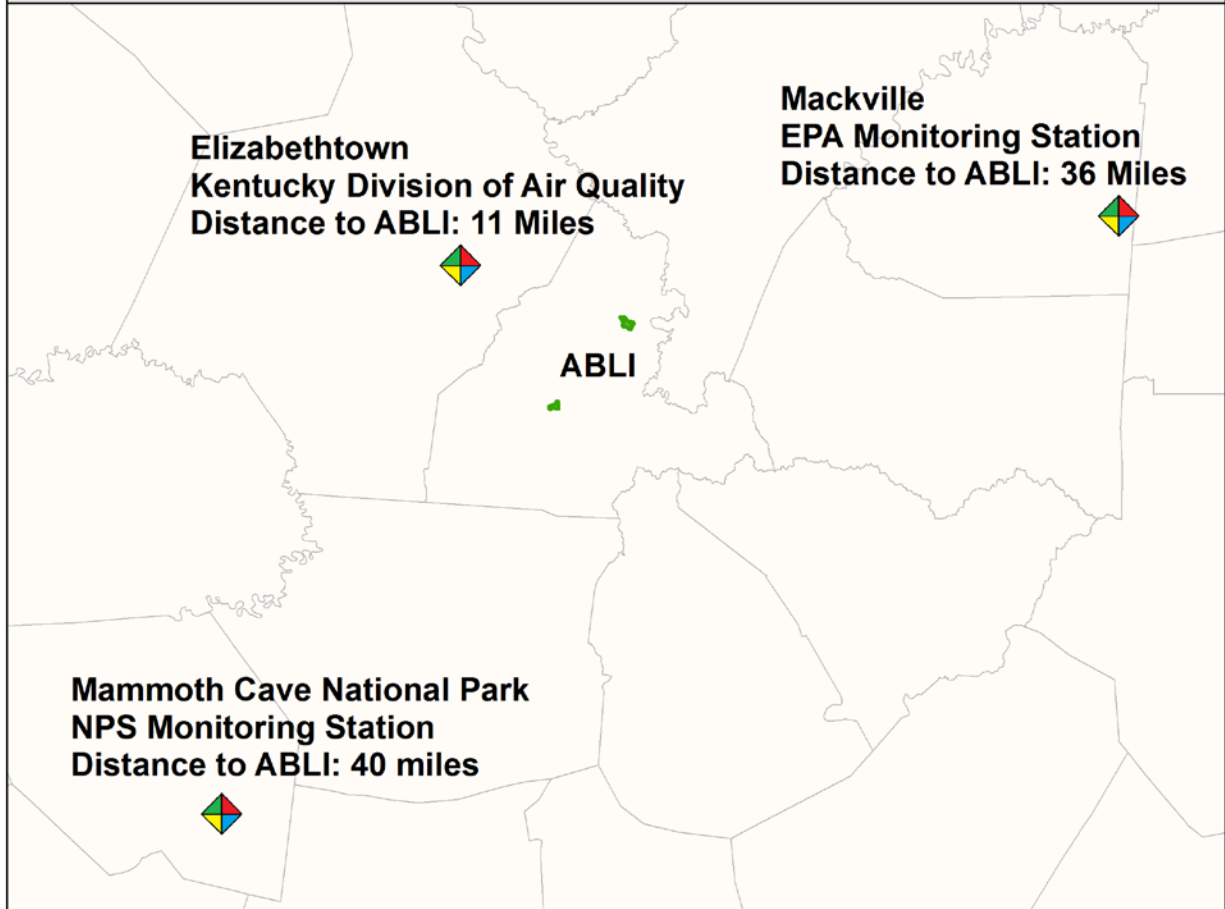 Elizabethtown
Kentucky Division of Air Quality
Distance to ABLI: 11 Miles
Mackville
EPA Monitoring Station
Distance to ABLI: 36 Miles
ABLI
Mammoth Cave National Park
NPS Monitoring Station
Distance to ABLI: 40 miles